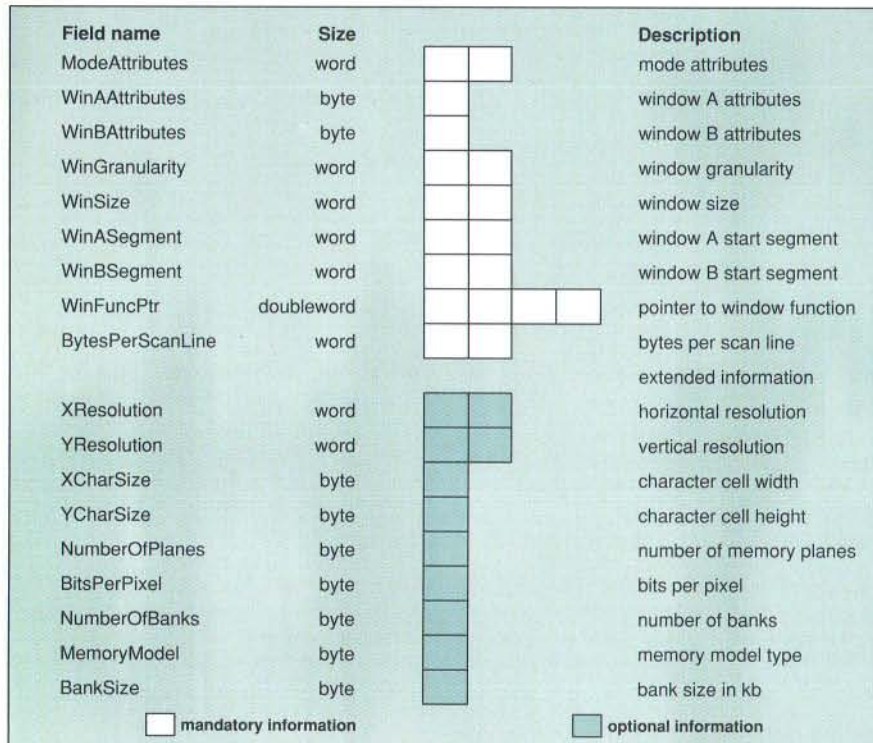 Field name Size Description
ModeAttributes word mode attributes
WinAAttributes byte window A attributes
WinBAttributes byte window B attributes
WinGranularity word window granularity
WinSize word window size
WinASegment word window A start segment
WinBSegment word window B start segment
WinFuncPtr doubleword pointer to window function
BytesPerScanLine word bytes per scan line
extended information
XResolution word horizontal resolution
YResolution word vertical resolution
XCharSize byte character cell width
YCharSize byte character cell height
NumberOfPlanes byte number of memory planes
BitsPerPixel byte bits per pixel
NumberOfBanks byte number of banks
MemoryModel byte memory model type
BankSize byte bank size in kb
mandatory information optional information